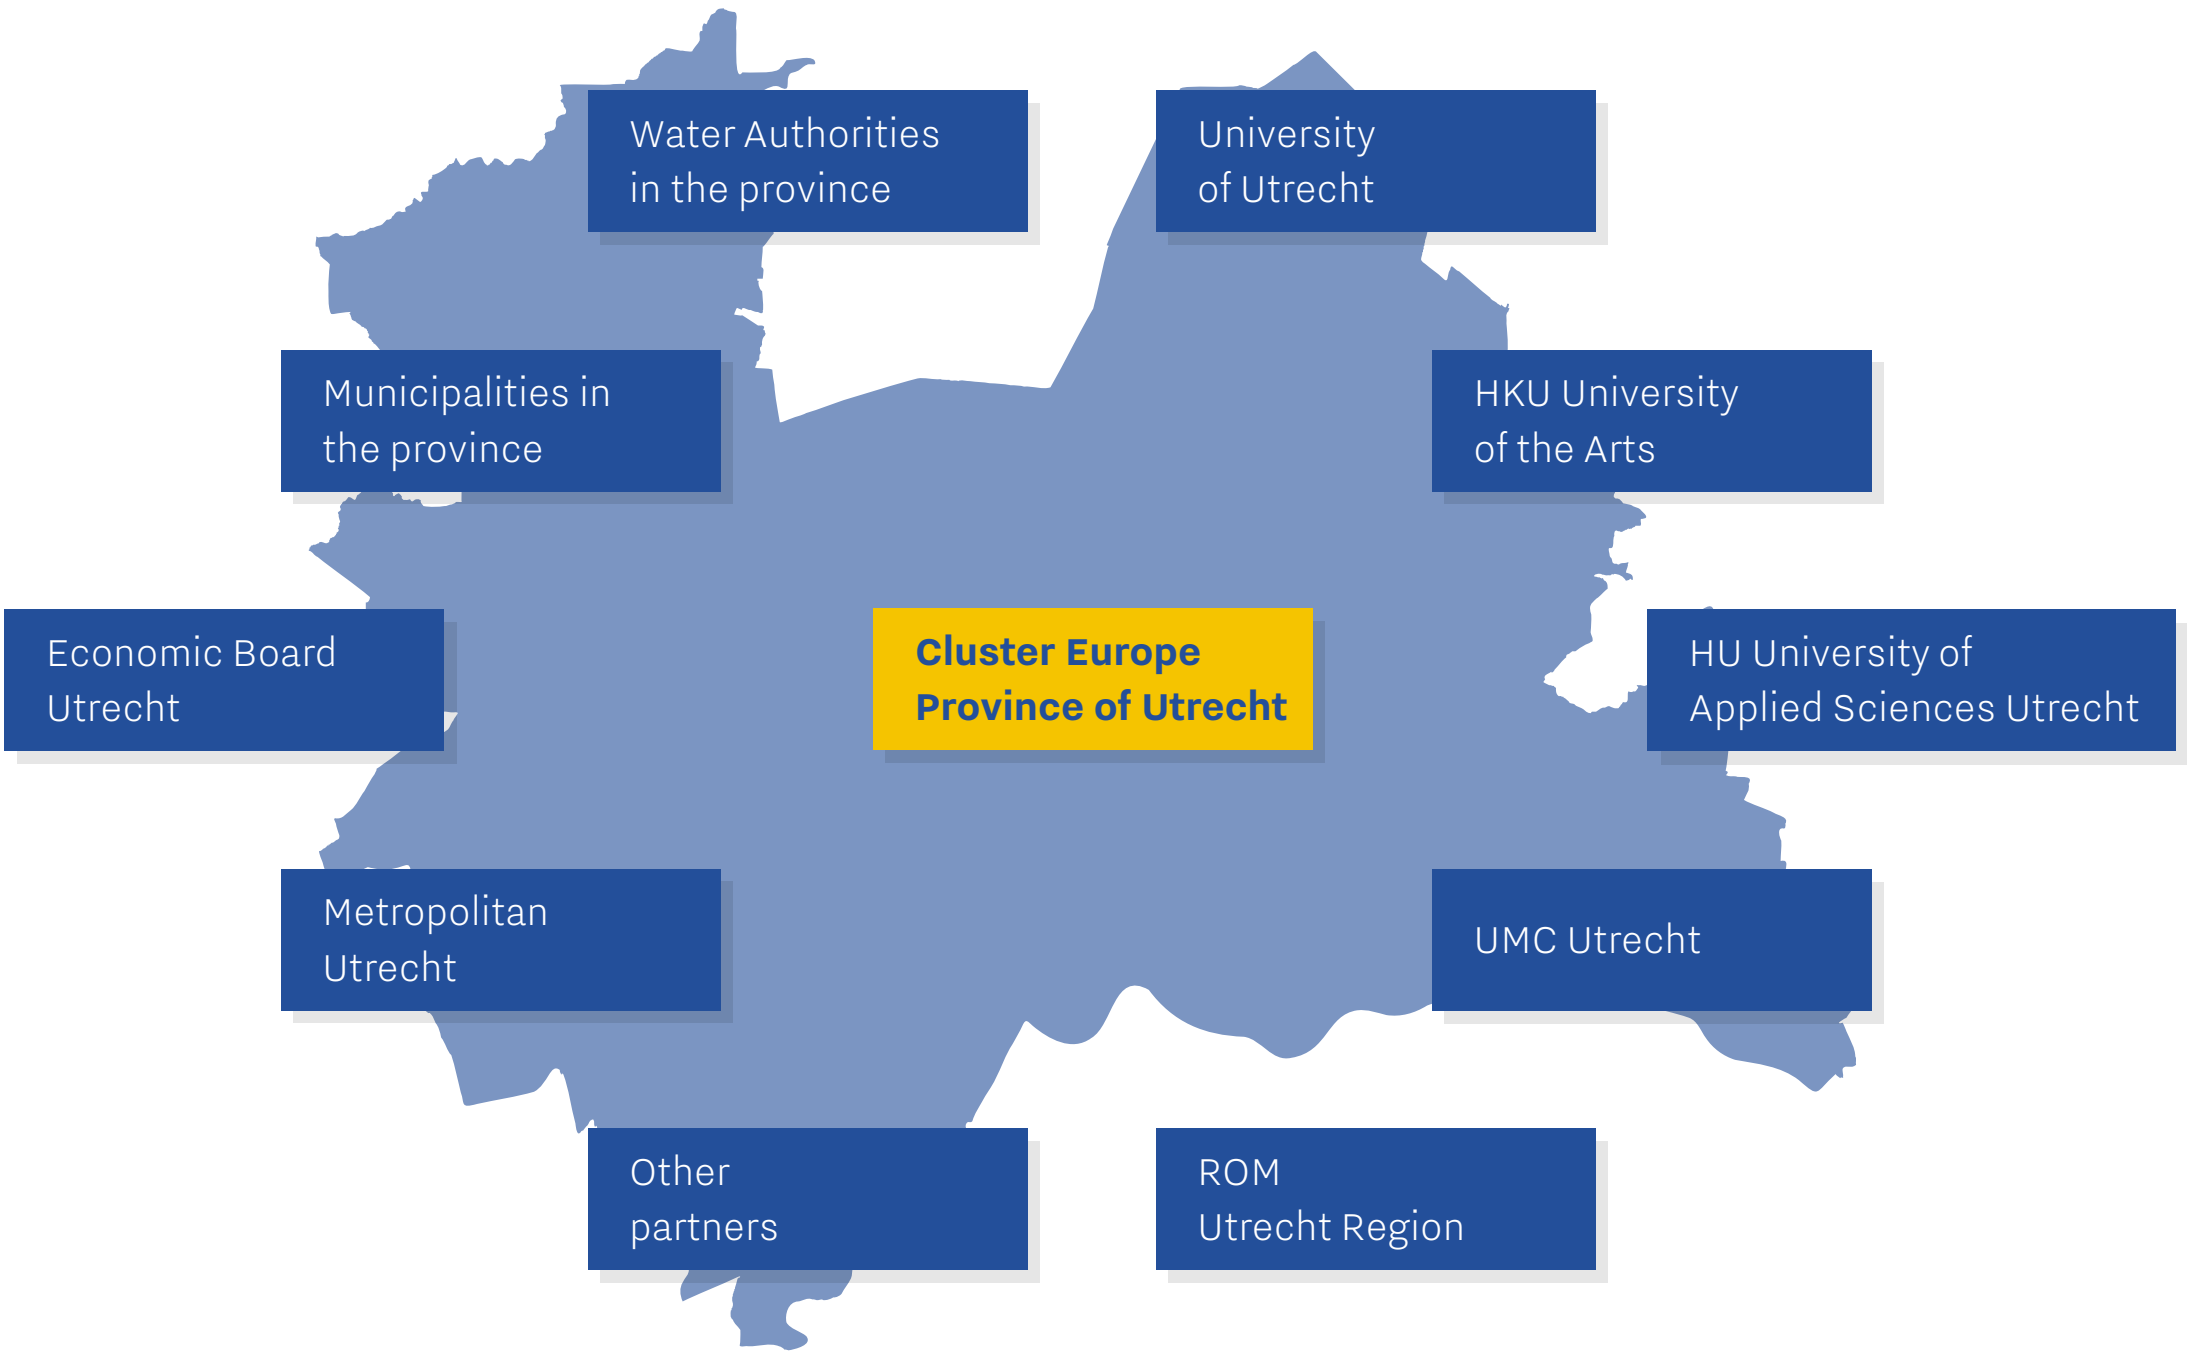 Water Authorities
in the province
University
of Utrecht
Municipalities in
the province
HKU University
of the Arts
Economic Board
Utrecht
Cluster Europe
Province of Utrecht
HU University of
Applied Sciences Utrecht
Metropolitan
Utrecht
UMC Utrecht
Other
partners
ROM
Utrecht Region